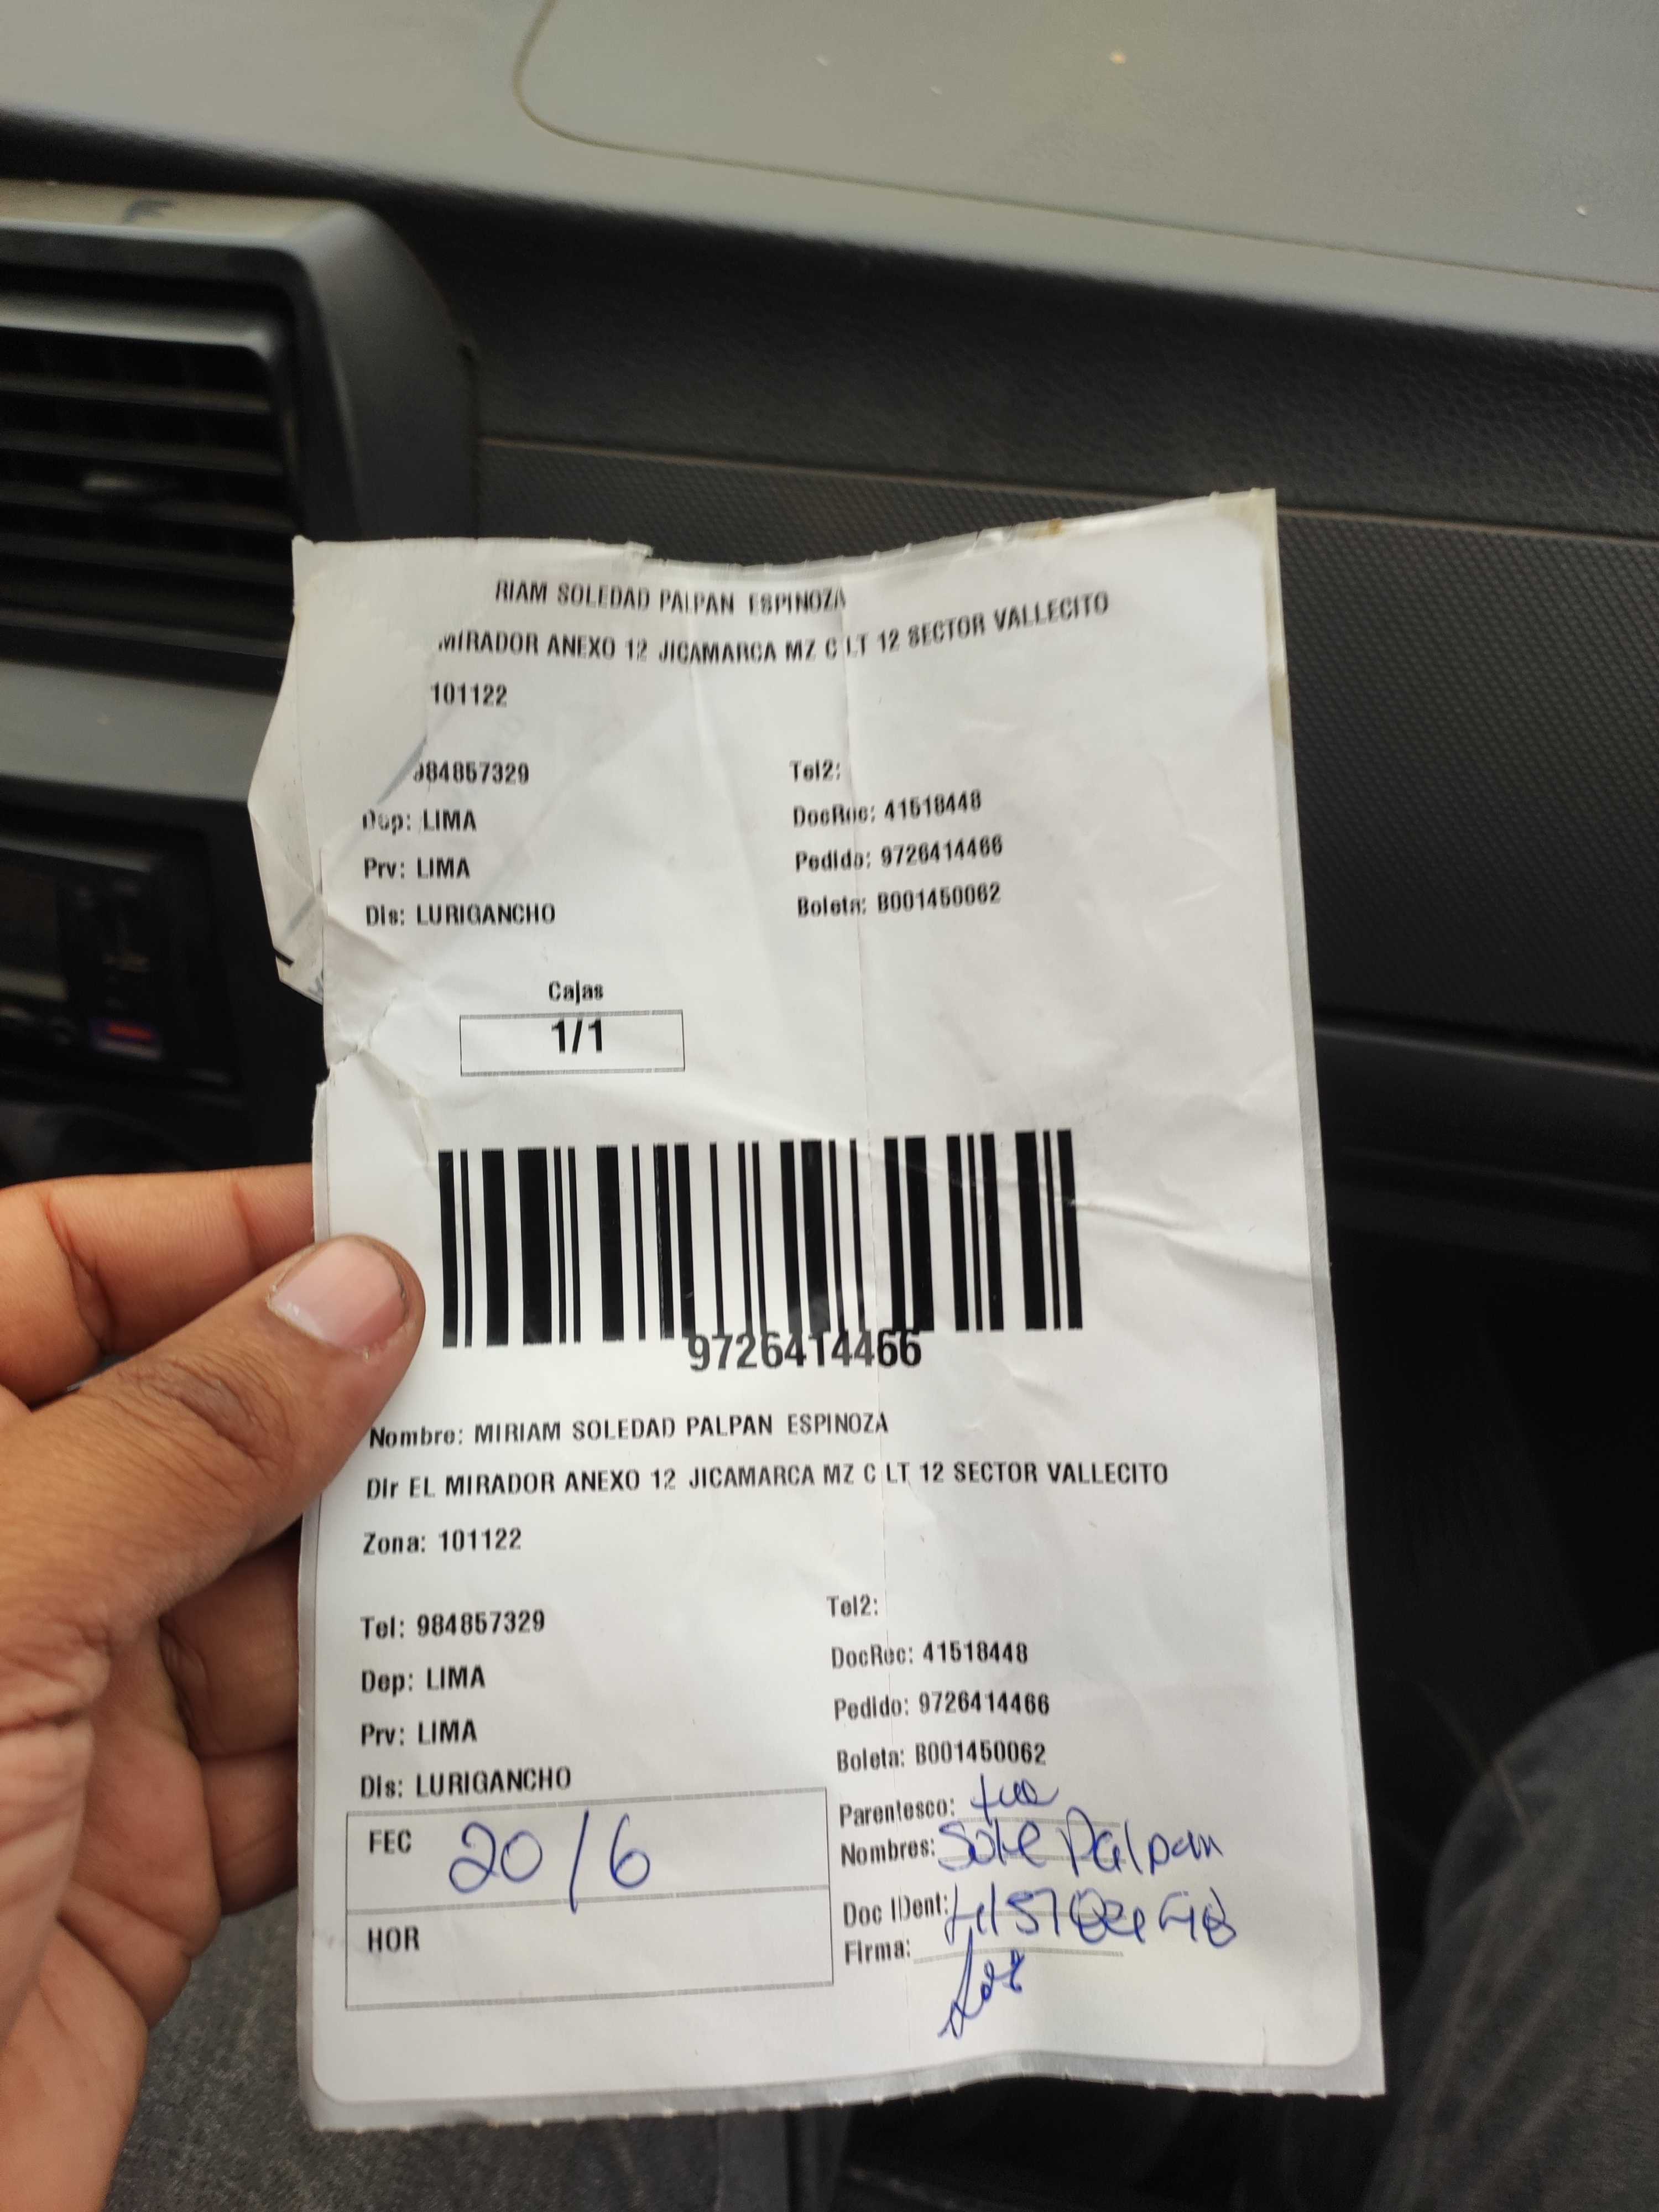 RIAM SOLEDAD PALPAN ESPINOZA
MIRADOR ANEXO 12 JICAMARCA MZ C LT 12 SECTOR VALLECITO
101122
984857329 Tel2:
Dep: LIMA DocRec: 41518448
Prv: LIMA Pedido: 9726414466
Dis: LURIGANCHO Boleta: B001450062
Cajas
1/1
9726414466
Nombre: MIRIAM SOLEDAD PALPAN ESPINOZA
Dir EL MIRADOR ANEXO 12 JICAMARCA MZ C LT 12 SECTOR VALLECITO
Zona: 101122
Tel: 984857329 Tel2:
Dep: LIMA DocRec: 41518448
Prv: LIMA Pedido: 9726414466
Dis: LURIGANCHO Boleta: B001450062
Parentesco:
FEC 20/6 Nombres: Sole Palpan
Doc IDent:
HOR Firma: